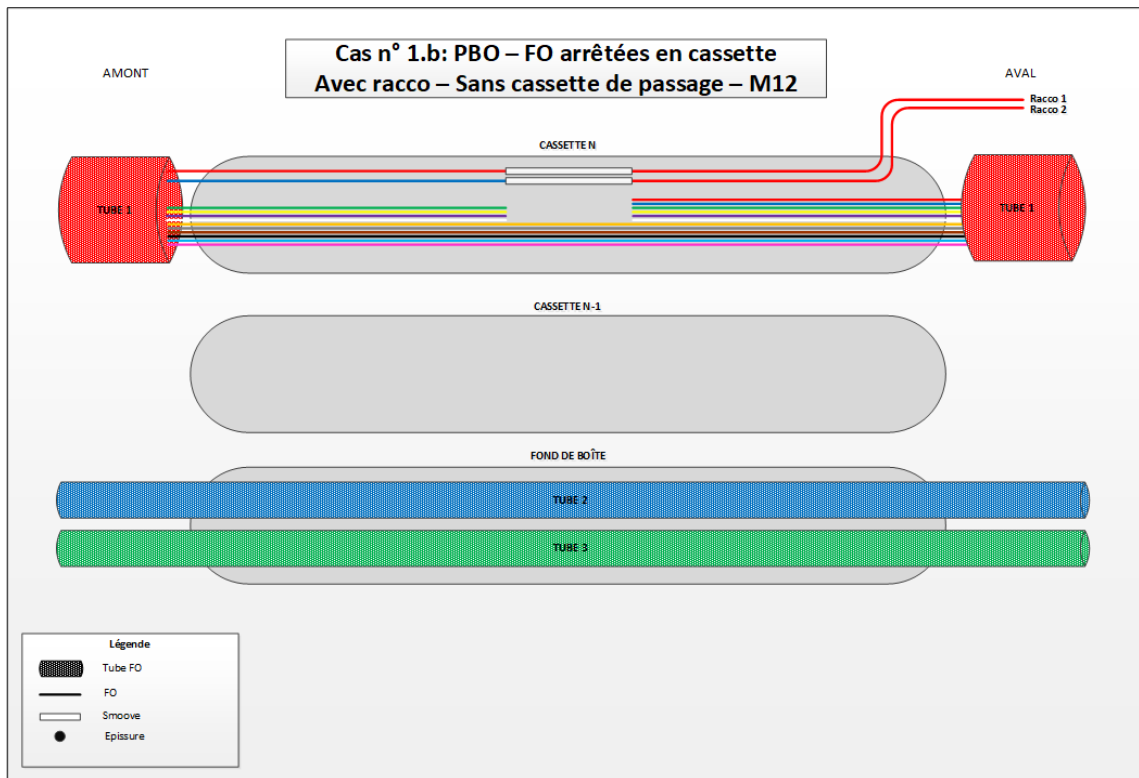 Cas n° 1.b: PBO – FO arrêtées en cassette
Avec racco – Sans cassette de passage – M12
AMONT
AVAL
Racco 1
Racco 2
CASSETTE N
TUBE 1
TUBE 1
CASSETTE N-1
FOND DE BOÎTE
TUBE 2
TUBE 3
Légende
Tube FO
FO
Smoove
Epissure